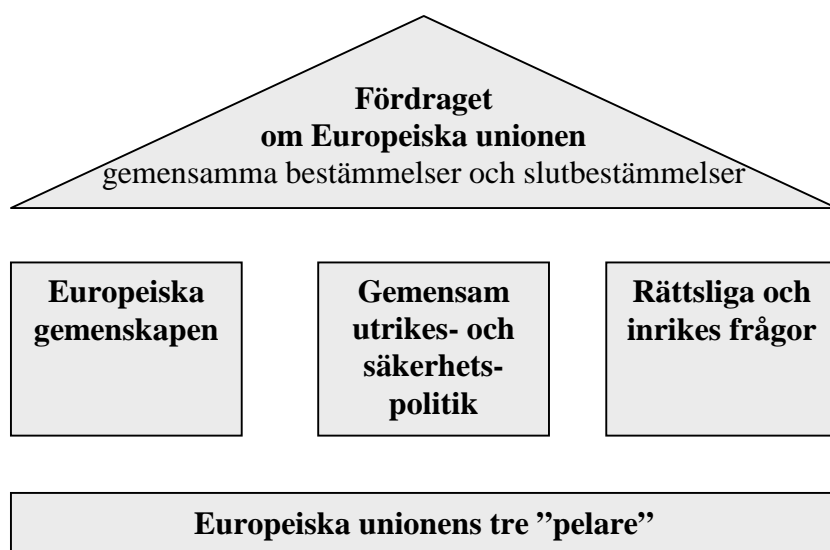 Fördraget
om Europeiska unionen
gemensamma bestämmelser och slutbestämmelser
Europeiska
gemenskapen
Gemensam
utrikes- och
säkerhets-
politik
Rättsliga och
inrikes frågor
Europeiska unionens tre ”pelare”